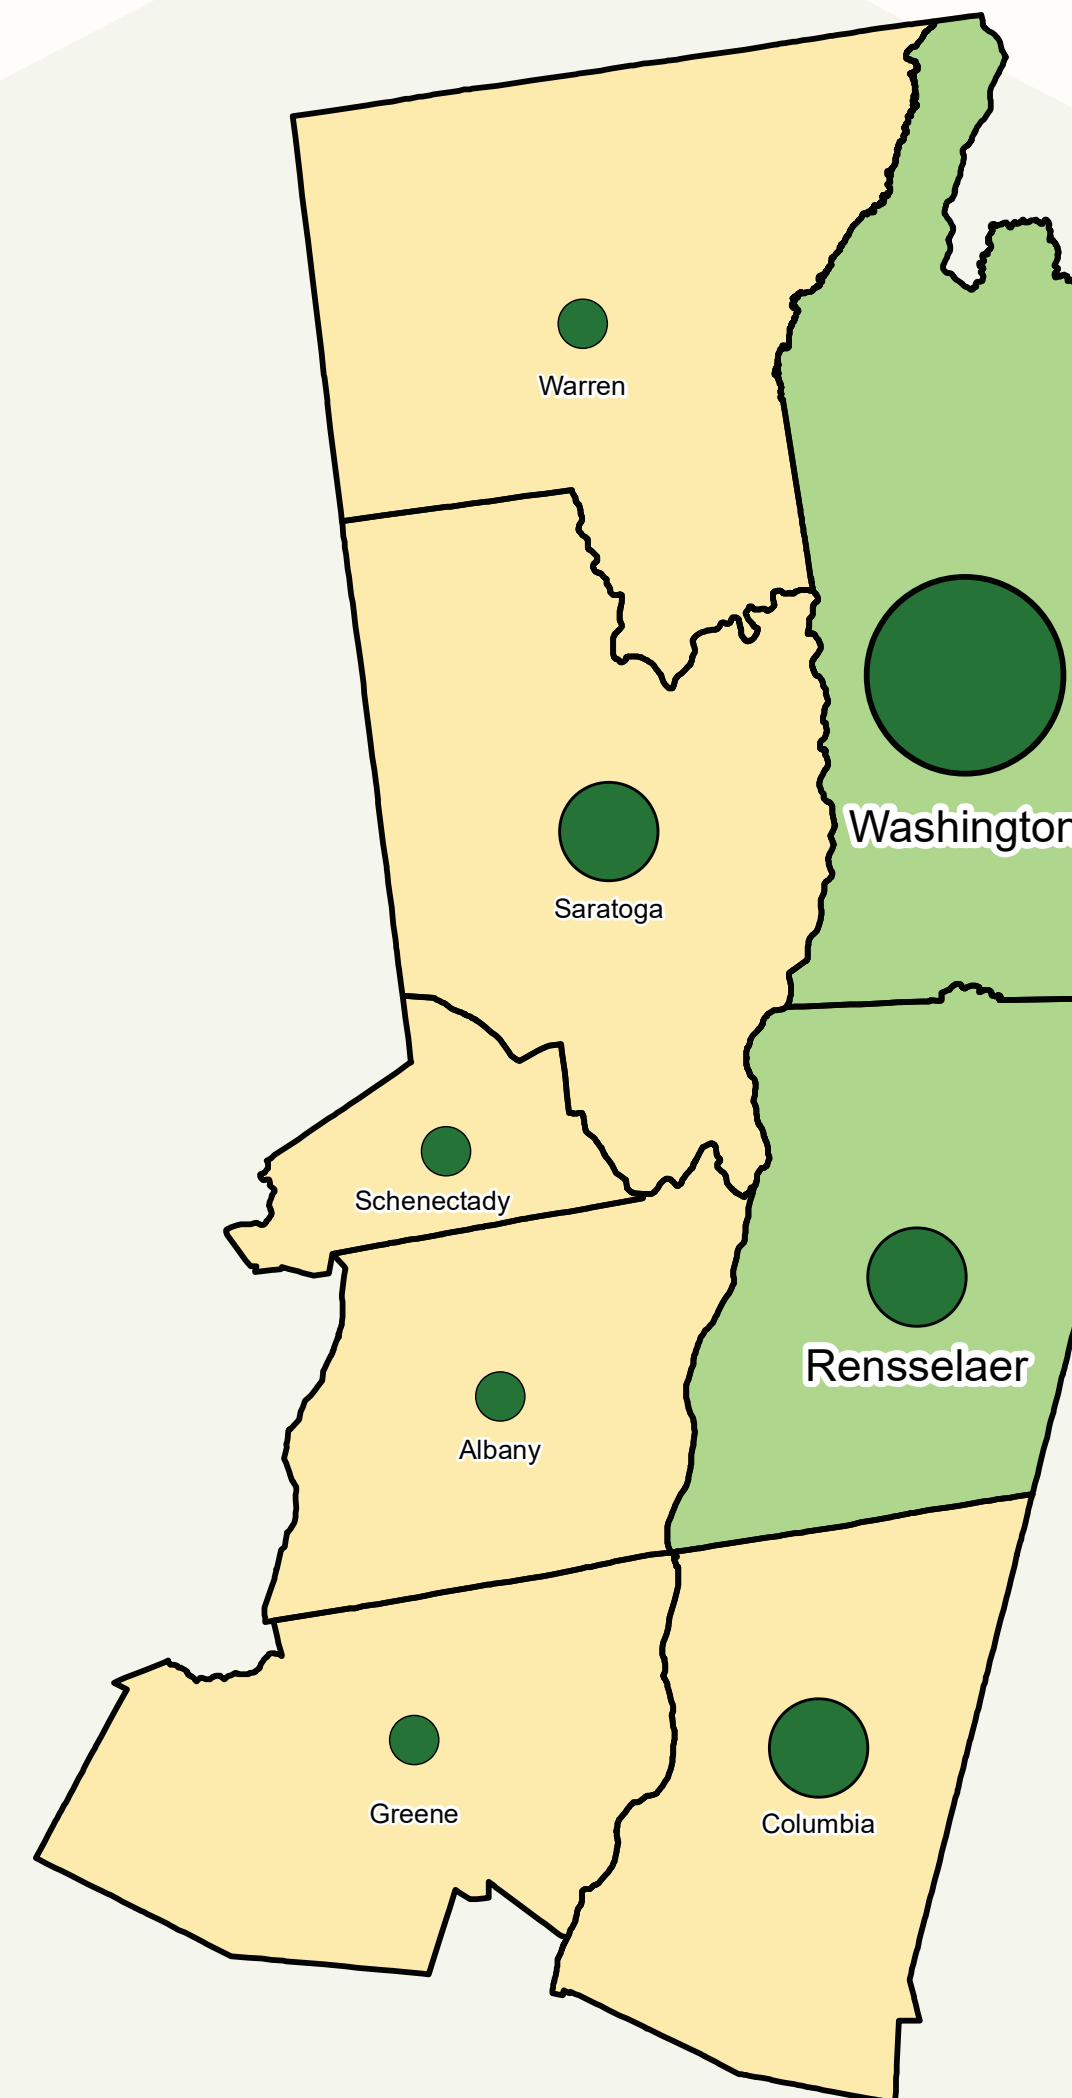 Warren
Washington
Saratoga
Schenectady
Rensselaer
Albany
Greene
Columbia